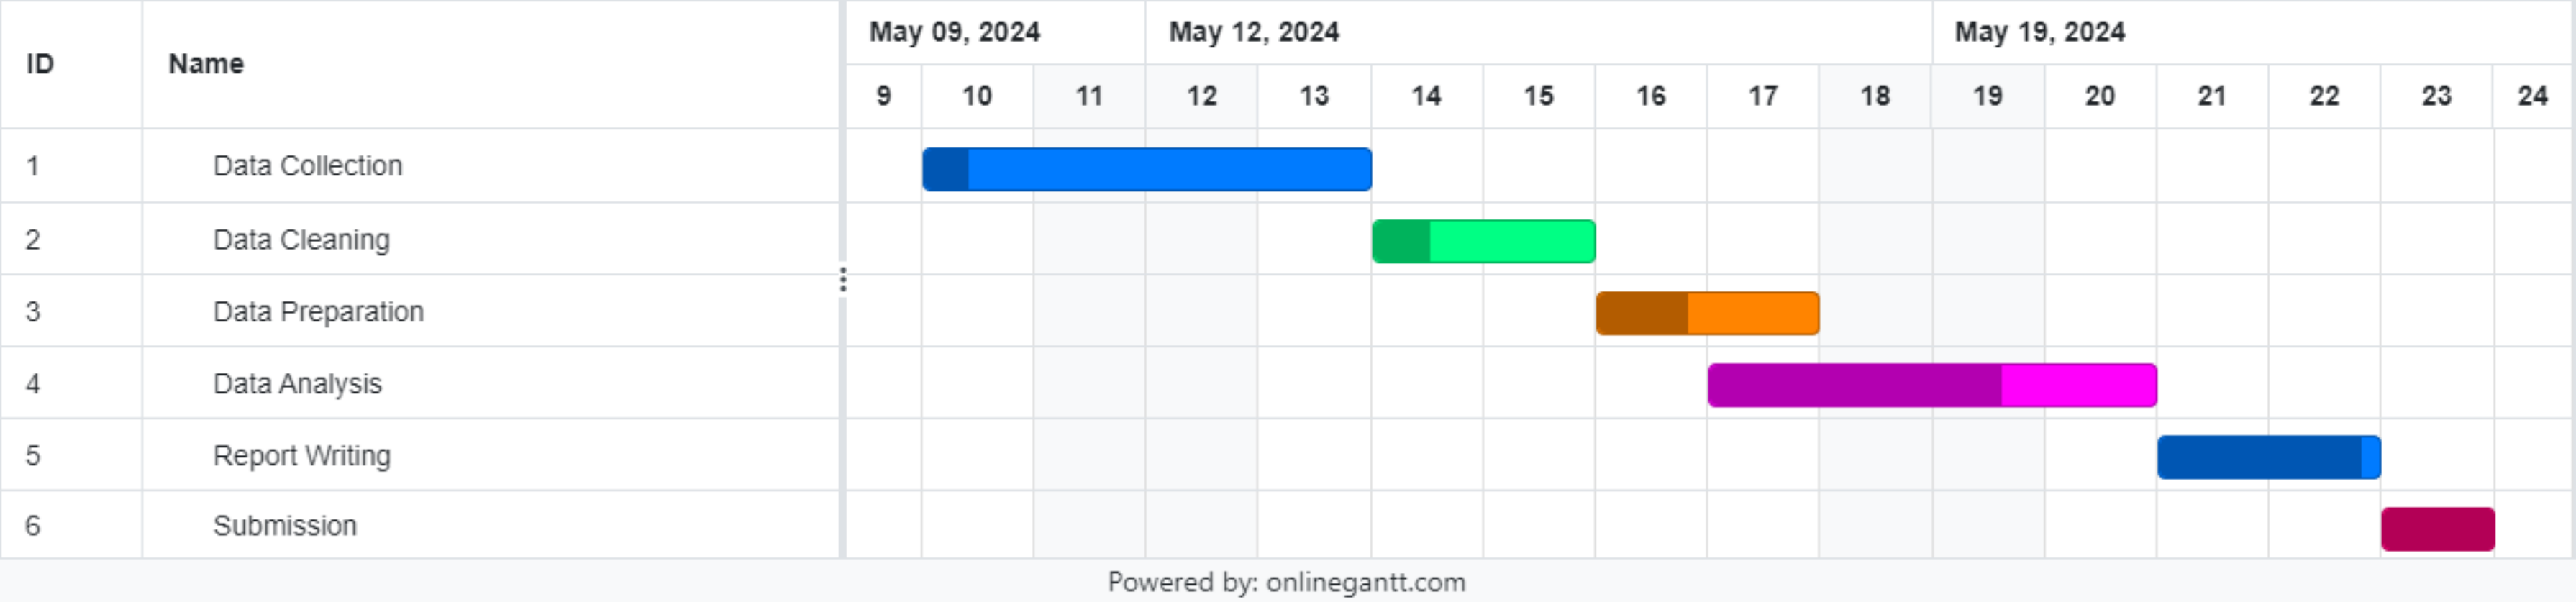 ID Name May 09, 2024 May 12, 2024 May 19, 2024
9 10 11 12 13 14 15 16 17 18 19 20 21 22 23 24
1 Data Collection
2 Data Cleaning
3 Data Preparation
4 Data Analysis
5 Report Writing
6 Submission
Powered by: onlinegantt.com